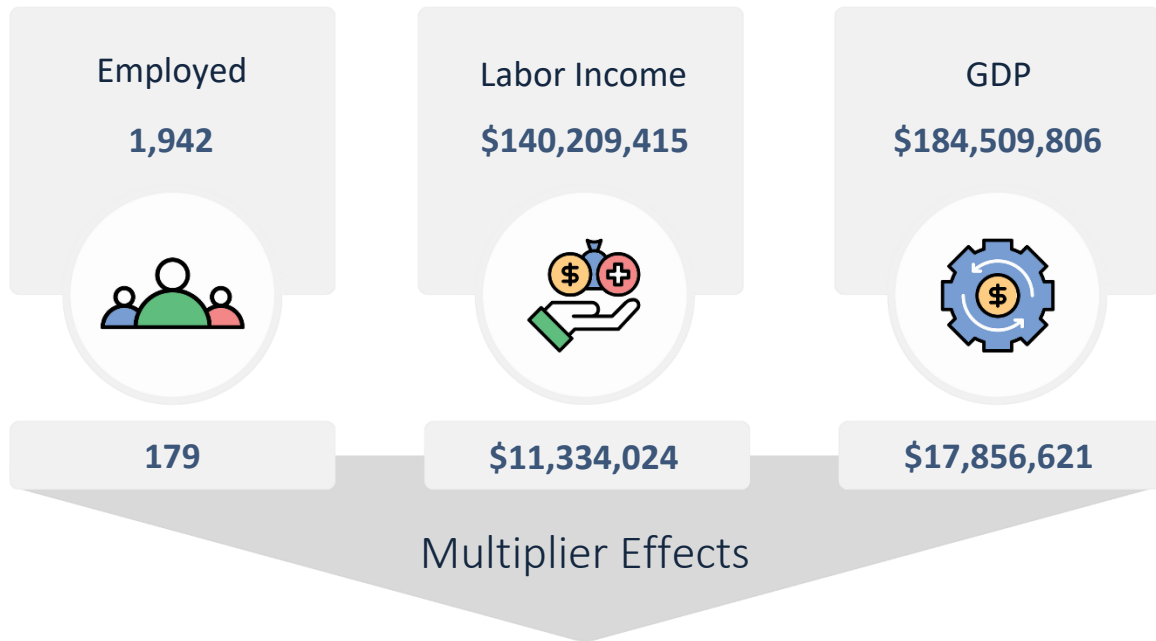 Employed
1,942
Labor Income
$140,209,415
GDP
$184,509,806
$
$
179
$11,334,024
$17,856,621
Multiplier Effects